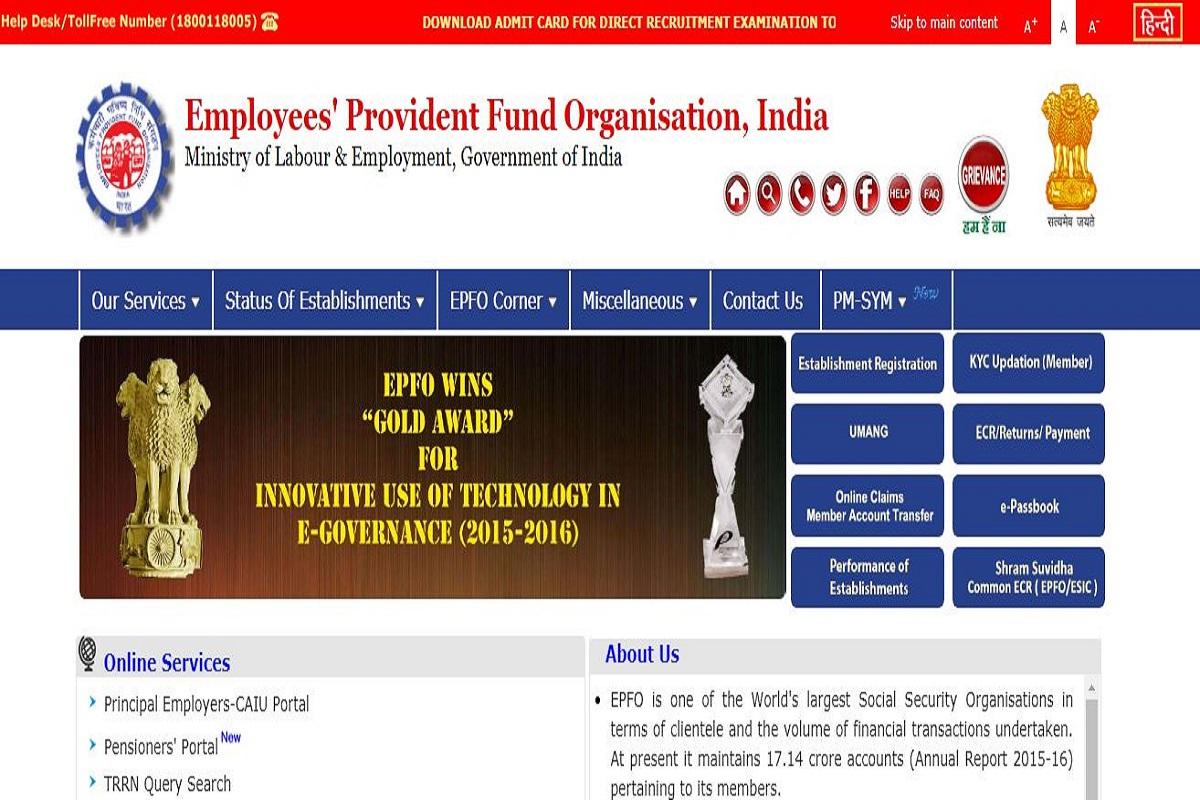 Help Desk/TollFree Number (1800118005)
DOWNLOAD ADMIT CARD FOR DIRECT RECRUITMENT EXAMINATION TO
Skip to main content
A+
A
A-
हिन्दी
Employees' Provident Fund Organisation, India
Ministry of Labour & Employment, Government of India
EMPLOYEES PROVIDENT FUND ORGANISATION
INDIA
भारत
HELP
FAQ
GRIEVANCE
हम हैं ना
सत्यमेव जयते
Our Services ▾
Status Of Establishments ▾
EPFO Corner ▾
Miscellaneous ▾
Contact Us
PM-SYM ▾
New
EPFO WINS
“GOLD AWARD”
FOR
INNOVATIVE USE OF TECHNOLOGY IN
E-GOVERNANCE (2015-2016)
Establishment Registration
KYC Updation (Member)
UMANG
ECR/Returns/ Payment
Online Claims
Member Account Transfer
e-Passbook
Performance of
Establishments
Shram Suvidha
Common ECR ( EPFO/ESIC )
Online Services
Principal Employers-CAIU Portal
Pensioners' Portal New
TRRN Query Search
About Us
• EPFO is one of the World's largest Social Security Organisations in
terms of clientele and the volume of financial transactions undertaken.
At present it maintains 17.14 crore accounts (Annual Report 2015-16)
pertaining to its members.